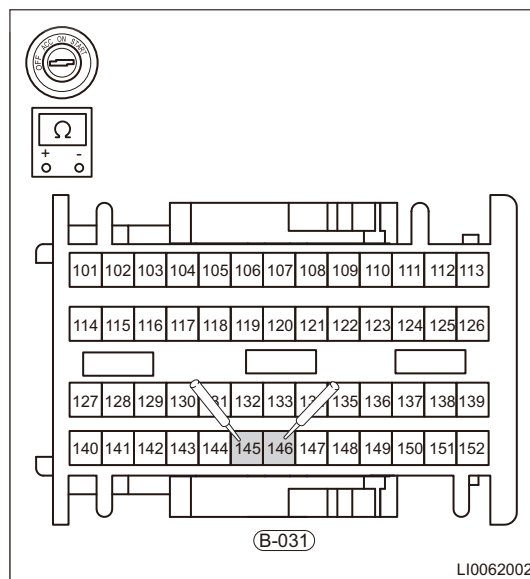 OFF ACC ON START
Ω
+ -
101 102 103 104 105 106 107 108 109 110 111 112 113
114 115 116 117 118 119 120 121 122 123 124 125 126
127 128 129 130 131 132 133 135 136 137 138 139
140 141 142 143 144 145 146 147 148 149 150 151 152
B-031
LI0062002